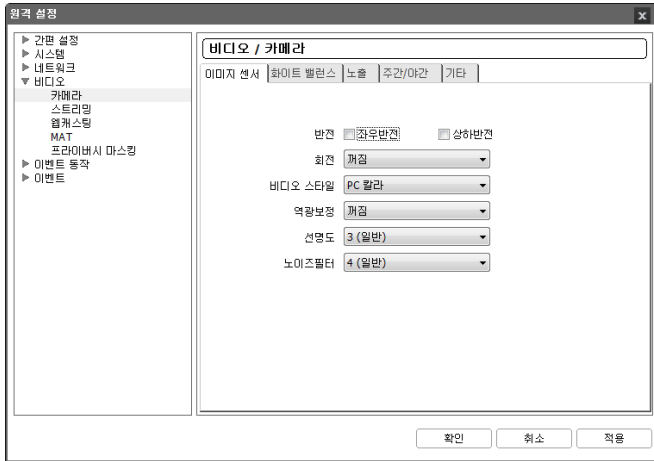 원격 설정
x
간편 설정
시스템
네트워크
비디오
카메라
스트리밍
웹캐스팅
MAT
프라이버시 마스킹
이벤트 동작
이벤트
비디오 / 카메라
이미지 센서 화이트 밸런스 노출 주간/야간 기타
반전 좌우반전 상하반전
회전 꺼짐
비디오 스타일 PC 칼라
역광보정 꺼짐
선명도 3 (일반)
노이즈필터 4 (일반)
확인 취소 적용